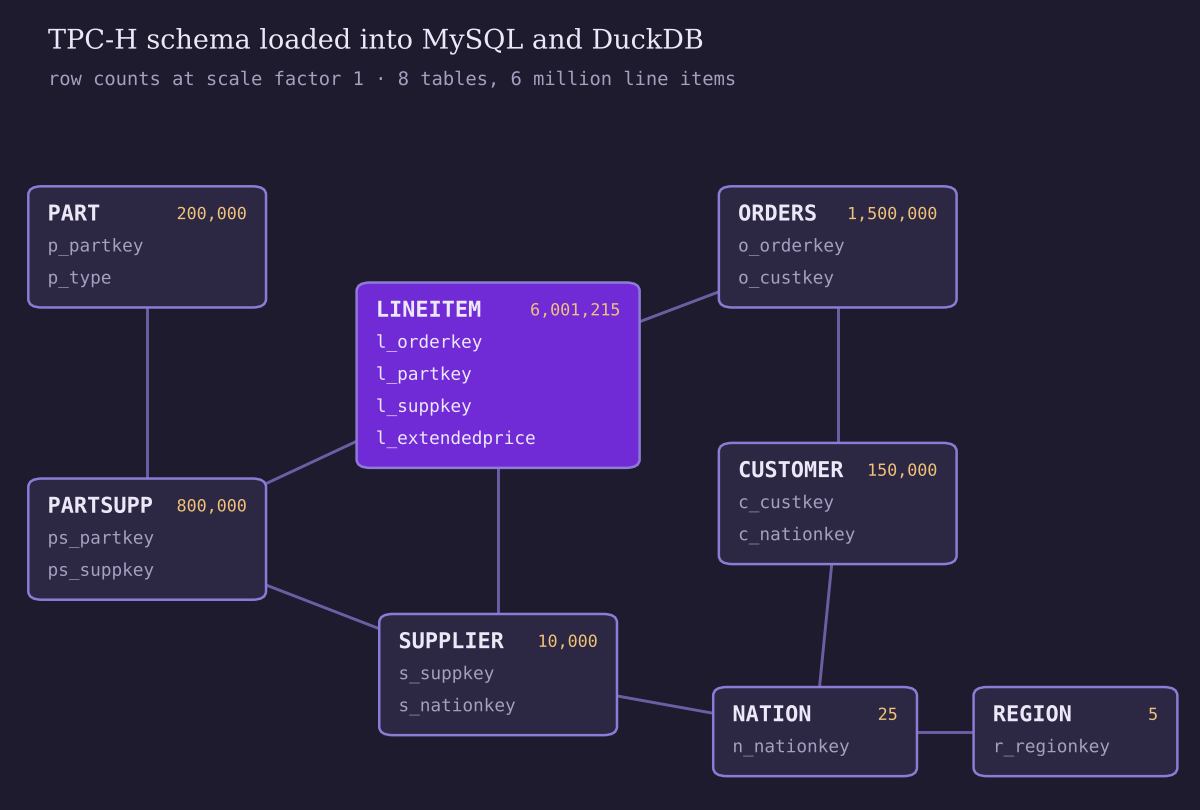 TPC-H schema loaded into MySQL and DuckDB
row counts at scale factor 1 · 8 tables, 6 million line items
PART 200,000
p_partkey
p_type
ORDERS 1,500,000
o_orderkey
o_custkey
LINEITEM 6,001,215
l_orderkey
l_partkey
l_suppkey
l_extendedprice
CUSTOMER 150,000
c_custkey
c_nationkey
PARTSUPP 800,000
ps_partkey
ps_suppkey
SUPPLIER 10,000
s_suppkey
s_nationkey
NATION 25
n_nationkey
REGION 5
r_regionkey